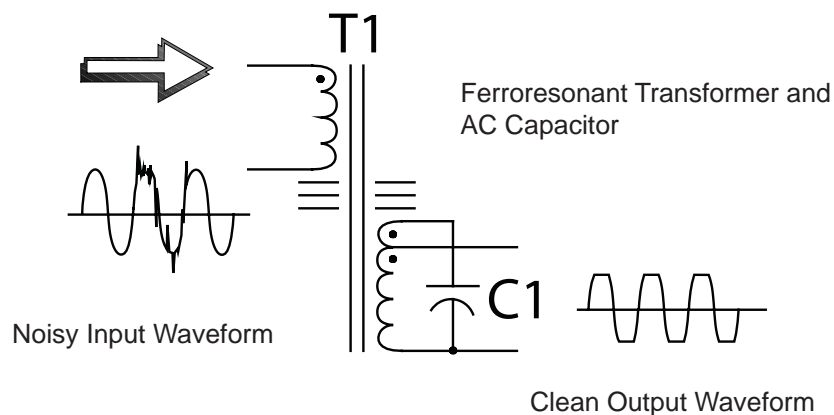 T1
Ferroresonant Transformer and
AC Capacitor
C1
Noisy Input Waveform
Clean Output Waveform